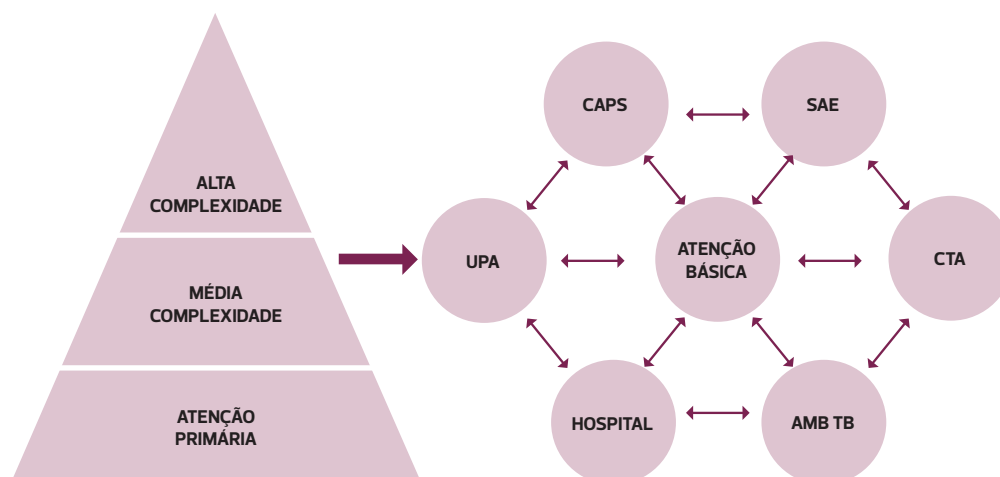 ALTA
COMPLEXIDADE
MÉDIA
COMPLEXIDADE
ATENÇÃO
PRIMÁRIA
CAPS
SAE
UPA
ATENÇÃO
BÁSICA
CTA
HOSPITAL
AMB TB